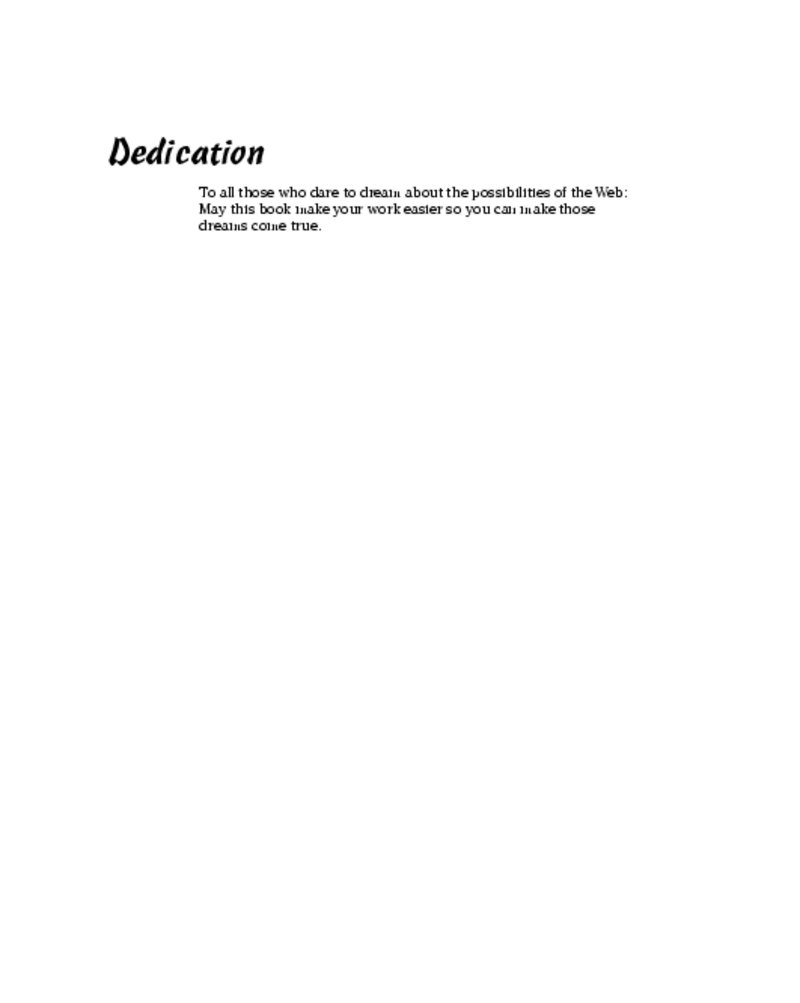 Dedication
To all those who dare to dream about the possibilities of the Web:
May this book make your work easier so you can make those
dreams come true.